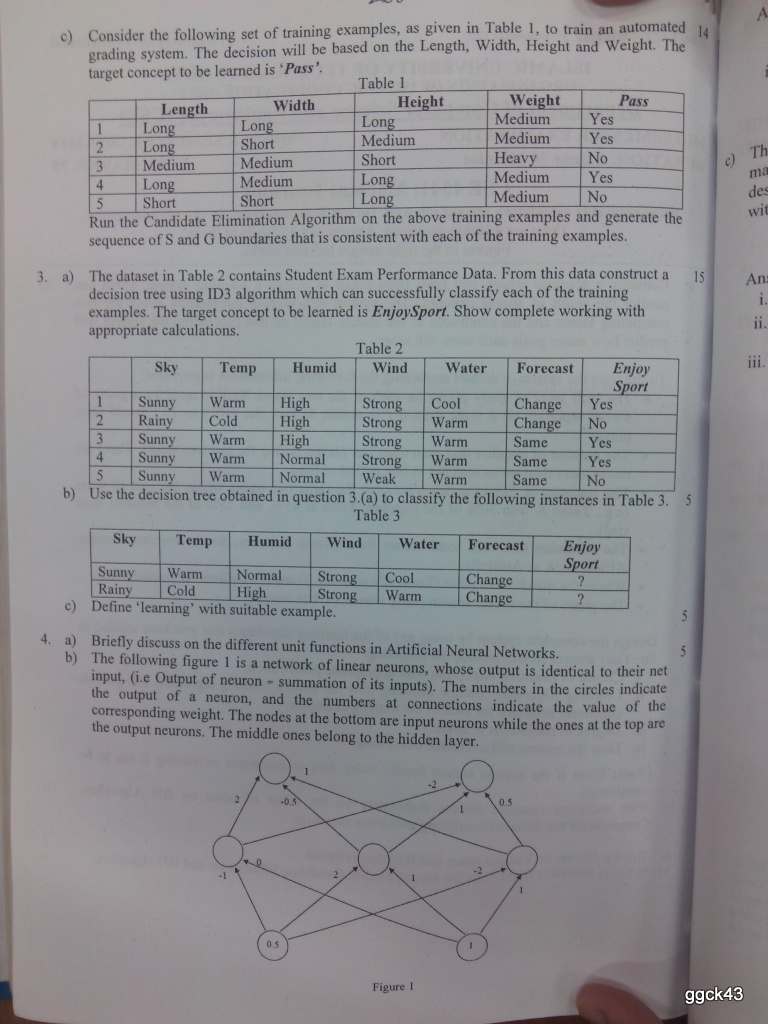 c) Consider the following set of training examples, as given in Table 1, to train an automated 14
grading system. The decision will be based on the Length, Width, Height and Weight. The
target concept to be learned is 'Pass'.
Table 1
Length Width Height Weight Pass
1 Long Long Long Medium Yes
2 Long Short Medium Medium Yes
3 Medium Medium Short Heavy No
4 Long Medium Long Medium Yes
5 Short Short Long Medium No
Run the Candidate Elimination Algorithm on the above training examples and generate the
sequence of S and G boundaries that is consistent with each of the training examples.
3. a) The dataset in Table 2 contains Student Exam Performance Data. From this data construct a 15
decision tree using ID3 algorithm which can successfully classify each of the training
examples. The target concept to be learned is EnjoySport. Show complete working with
appropriate calculations.
Table 2
Sky Temp Humid Wind Water Forecast Enjoy
Sport
1 Sunny Warm High Strong Cool Change Yes
2 Rainy Cold High Strong Warm Change No
3 Sunny Warm High Strong Warm Same Yes
4 Sunny Warm Normal Strong Warm Same Yes
5 Sunny Warm Normal Weak Warm Same No
b) Use the decision tree obtained in question 3.(a) to classify the following instances in Table 3. 5
Table 3
Sky Temp Humid Wind Water Forecast Enjoy
Sport
Sunny Warm Normal Strong Cool Change ?
Rainy Cold High Strong Warm Change ?
c) Define 'learning' with suitable example. 5
4. a) Briefly discuss on the different unit functions in Artificial Neural Networks. 5
b) The following figure 1 is a network of linear neurons, whose output is identical to their net
input, (i.e Output of neuron = summation of its inputs). The numbers in the circles indicate
the output of a neuron, and the numbers at connections indicate the value of the
corresponding weight. The nodes at the bottom are input neurons while the ones at the top are
the output neurons. The middle ones belong to the hidden layer.
1 -2
2 -0.5 1 0.5
0
-1 2 1 -2
1
0.5 1
Figure 1
A
i
c) Th
ma
des
wit
An
i.
ii.
iii.
ggck43